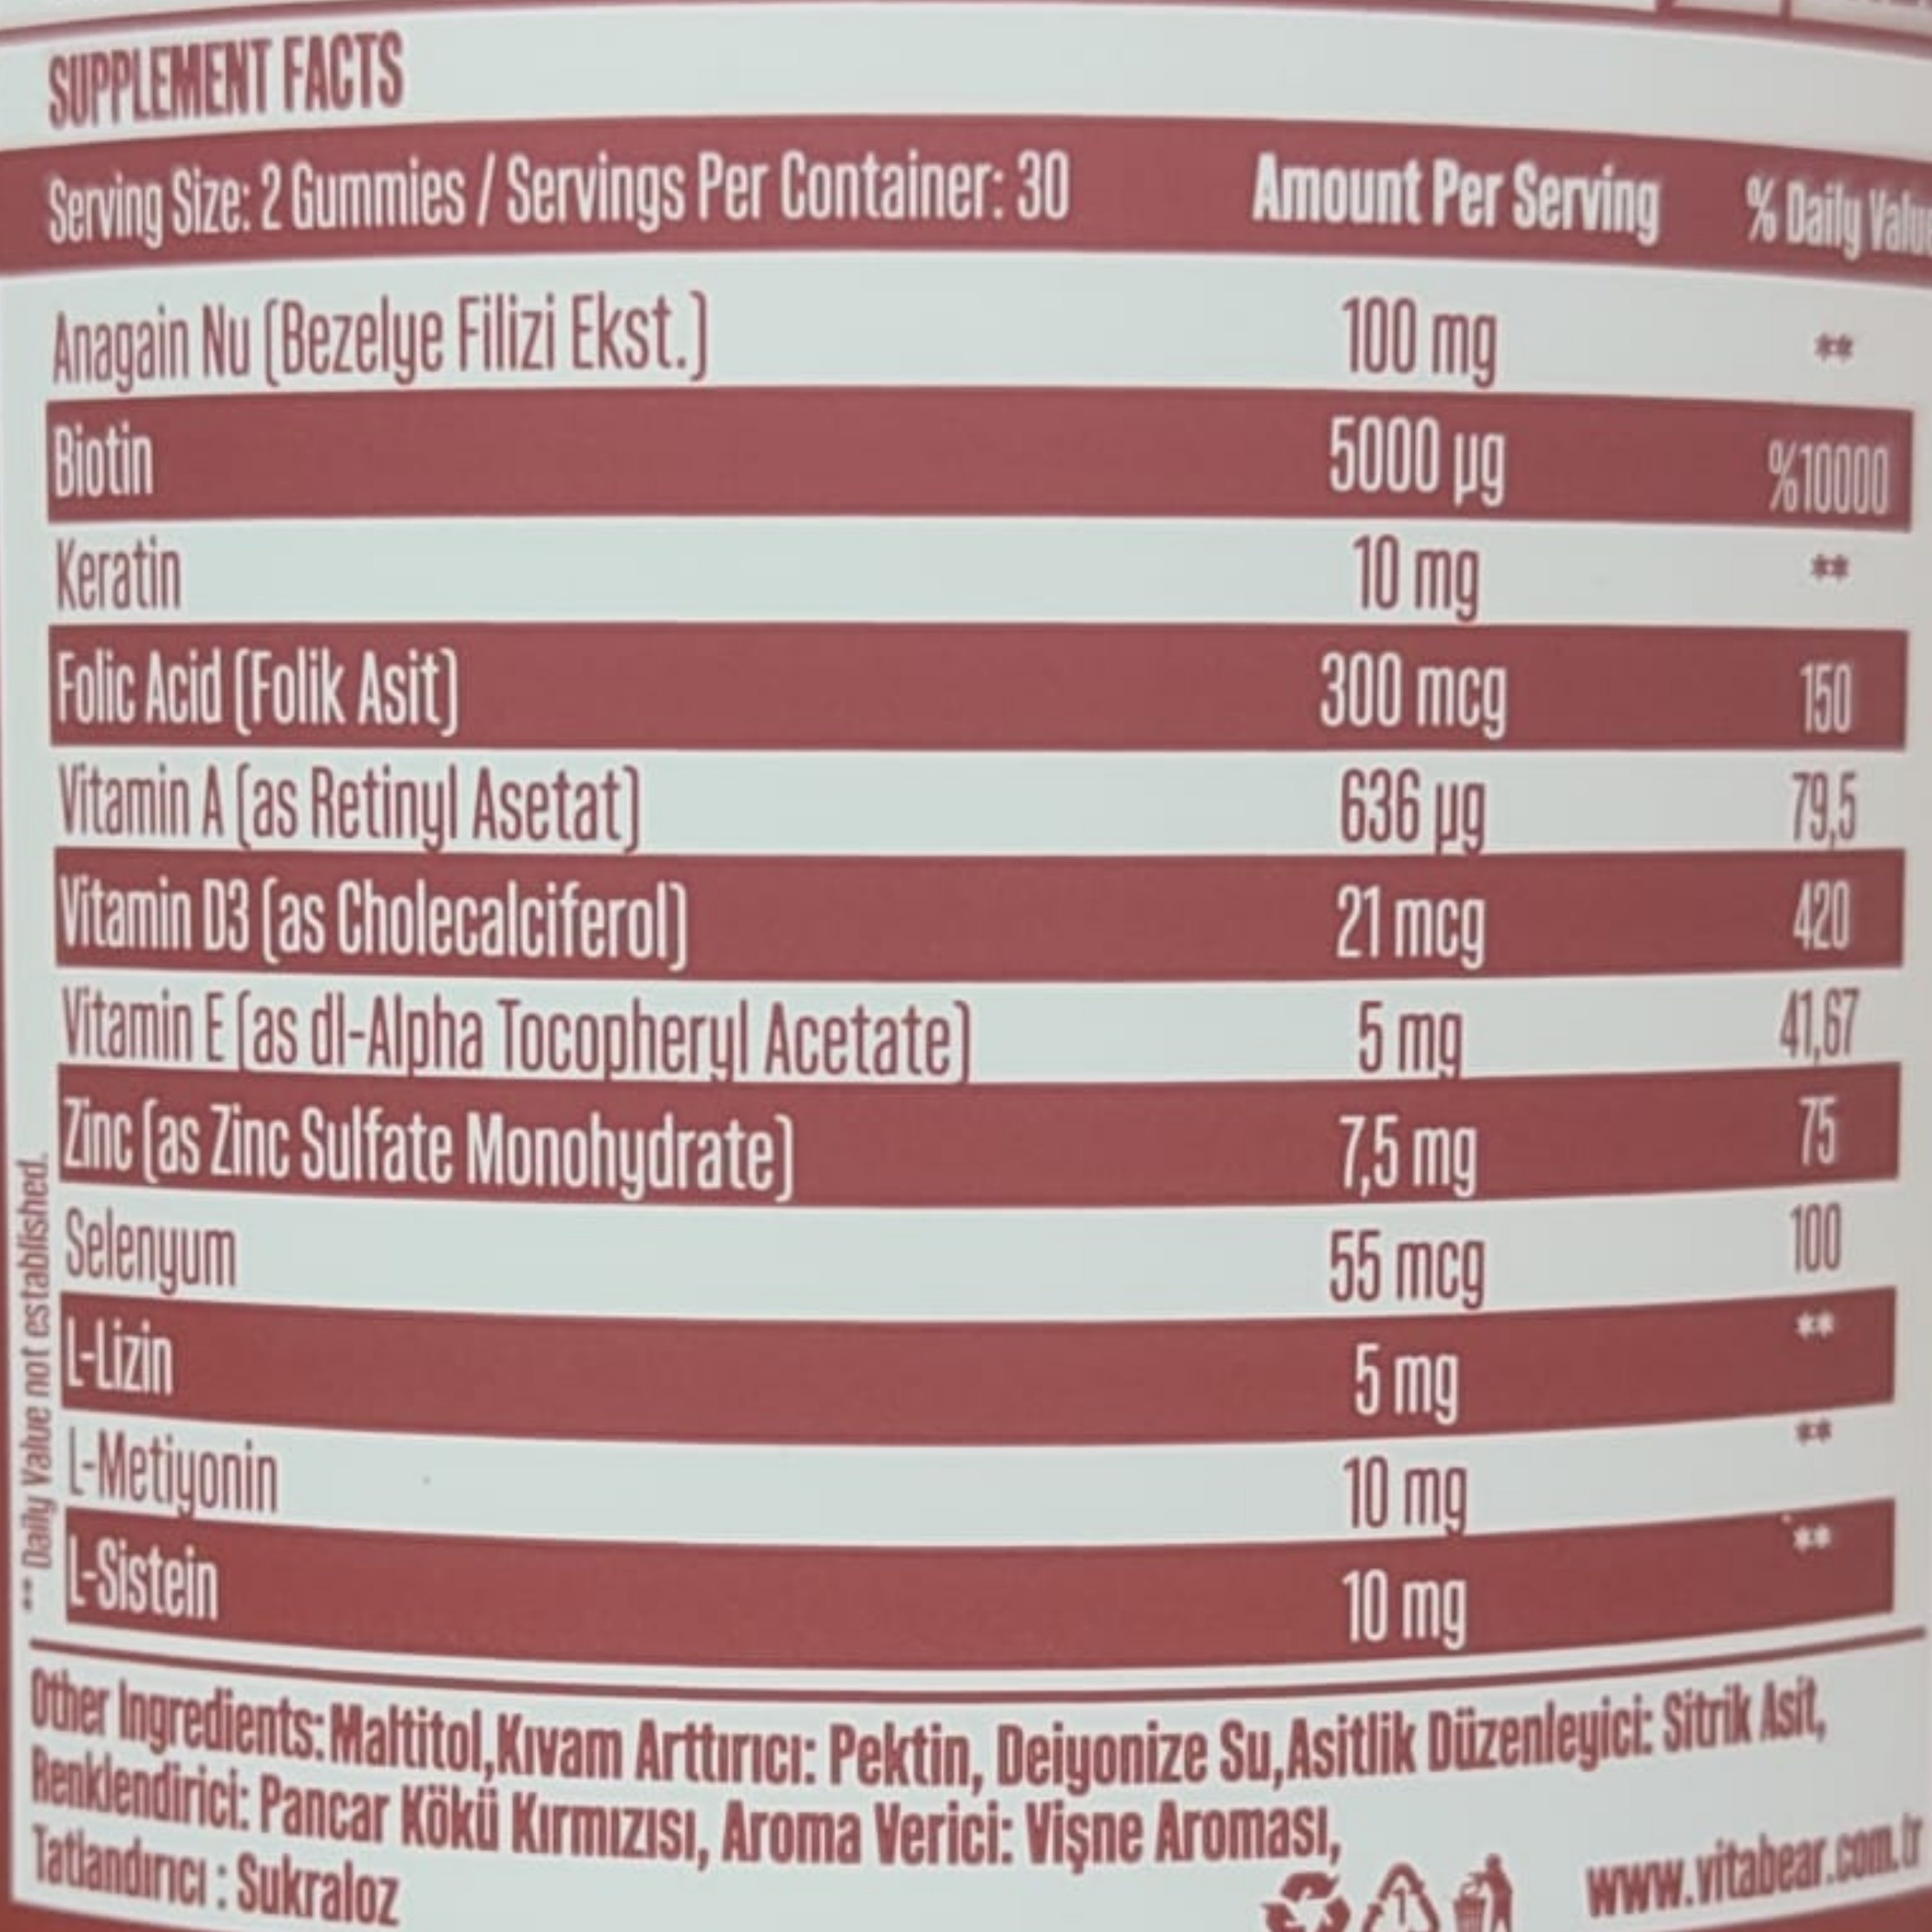 SUPPLEMENT FACTS
Serving Size: 2 Gummies / Servings Per Container: 30 Amount Per Serving % Daily Value
Anagain Nu (Bezelye Filizi Ekst.) 100 mg **
Biotin 5000 µg %10000
Keratin 10 mg **
Folic Acid (Folik Asit) 300 mcg 150
Vitamin A (as Retinyl Asetat) 636 µg 79,5
Vitamin D3 (as Cholecalciferol) 21 mcg 420
Vitamin E (as dl-Alpha Tocopheryl Acetate) 5 mg 41,67
Zinc (as Zinc Sulfate Monohydrate) 7,5 mg 75
Selenyum 55 mcg 100
L-Lizin 5 mg **
L-Metiyonin 10 mg **
L-Sistein 10 mg **
** Daily Value not established.
Other Ingredients: Maltitol, Kıvam Arttırıcı: Pektin, Deiyonize Su, Asitlik Düzenleyici: Sitrik Asit,
Renklendirici: Pancar Kökü Kırmızısı, Aroma Verici: Vişne Aroması,
Tatlandırıcı : Sukraloz
1
www.vitabear.com.tr